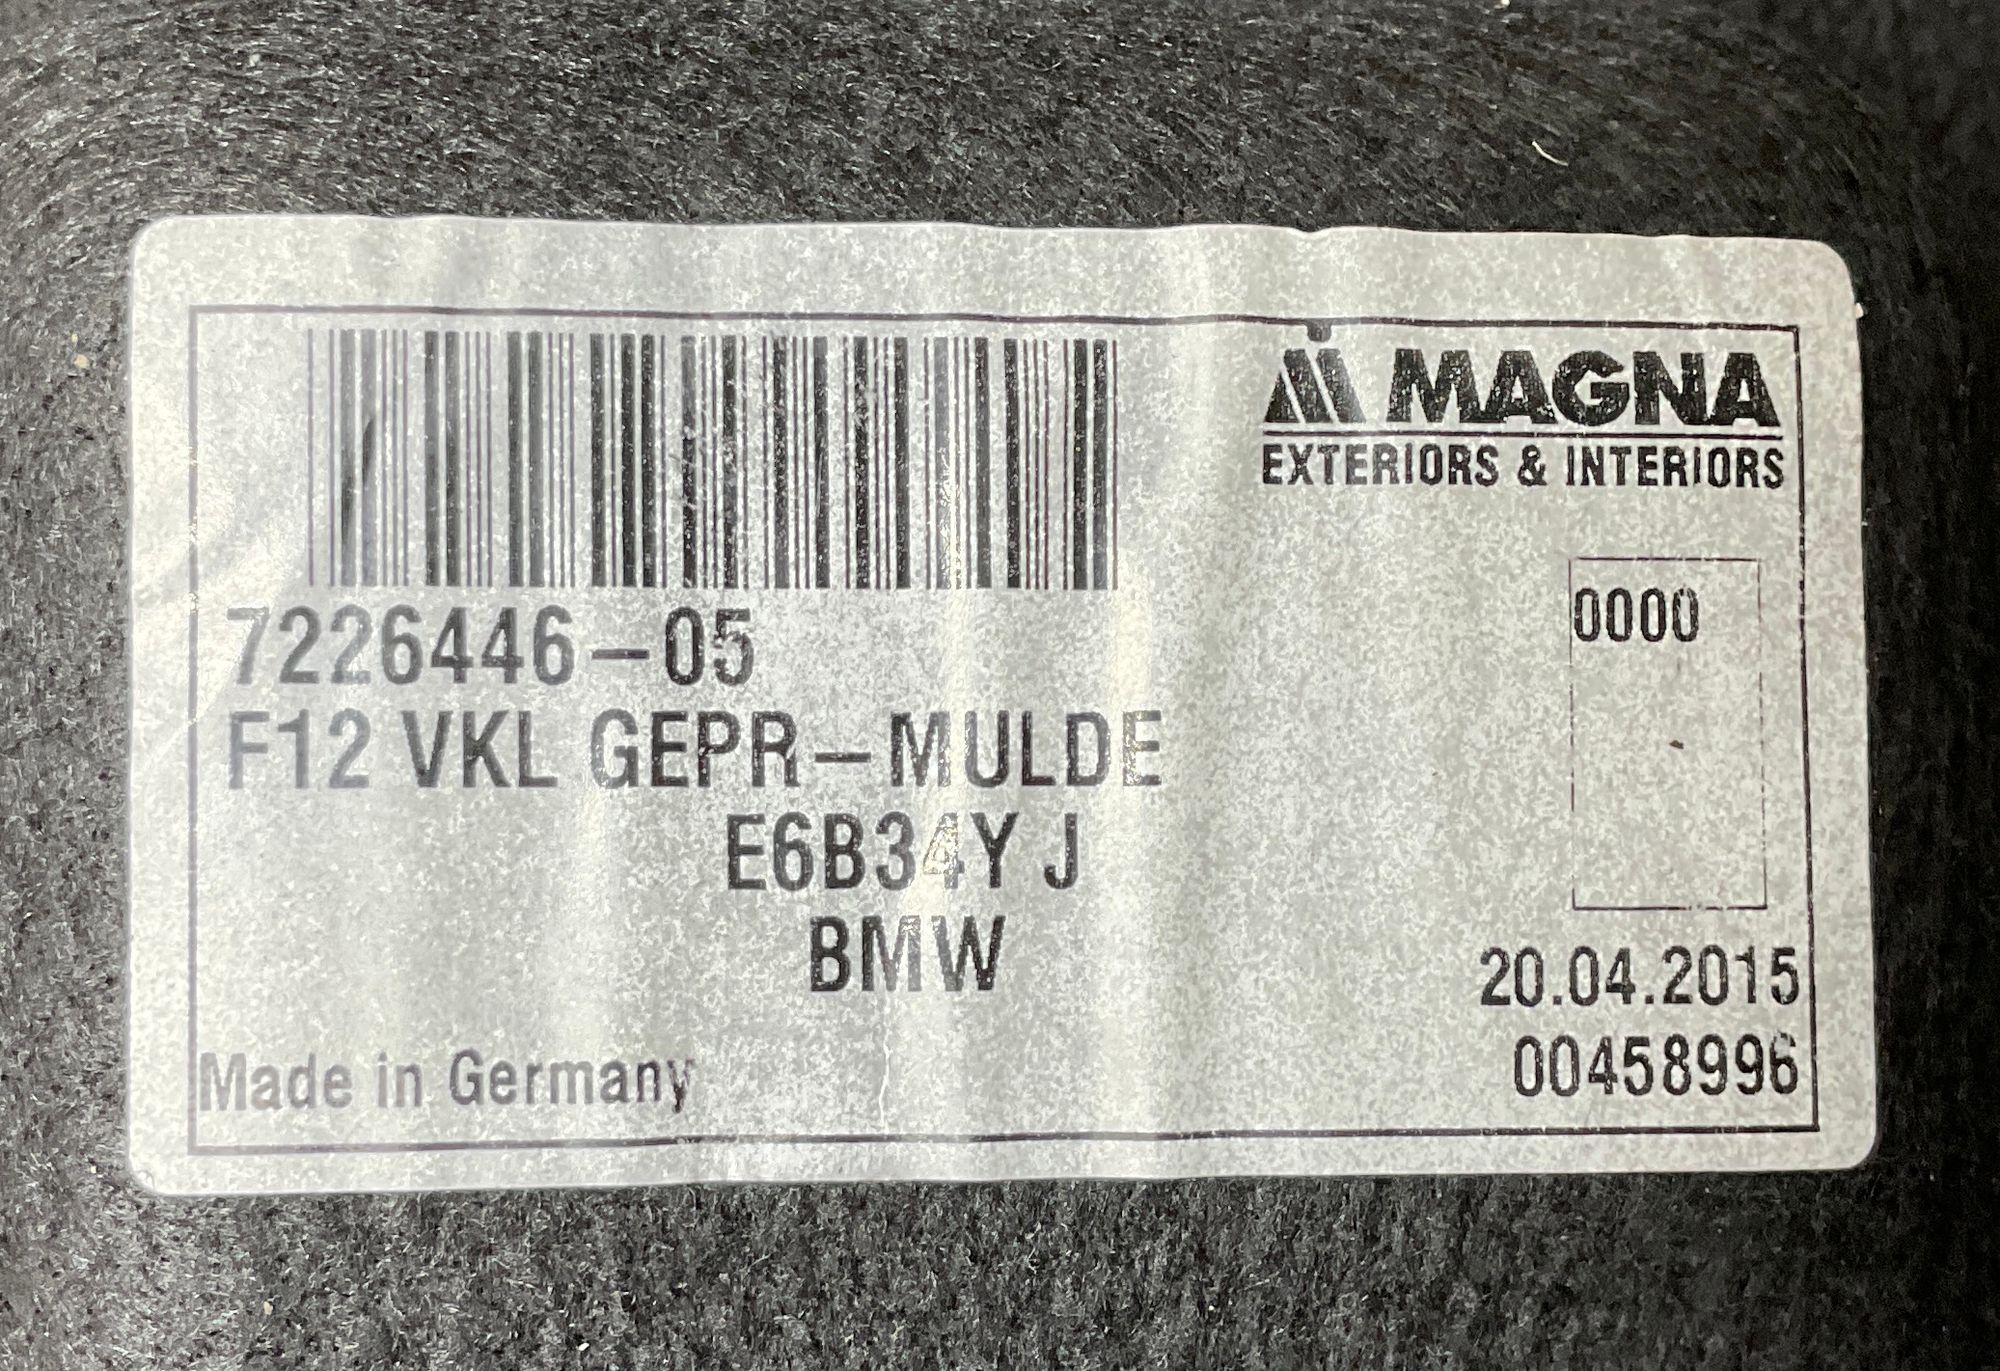 MAGNA
EXTERIORS & INTERIORS
7226446-05
0000
F12 VKL GEPR-MULDE
E6B34Y J
BMW
20.04.2015
00458996
Made in Germany